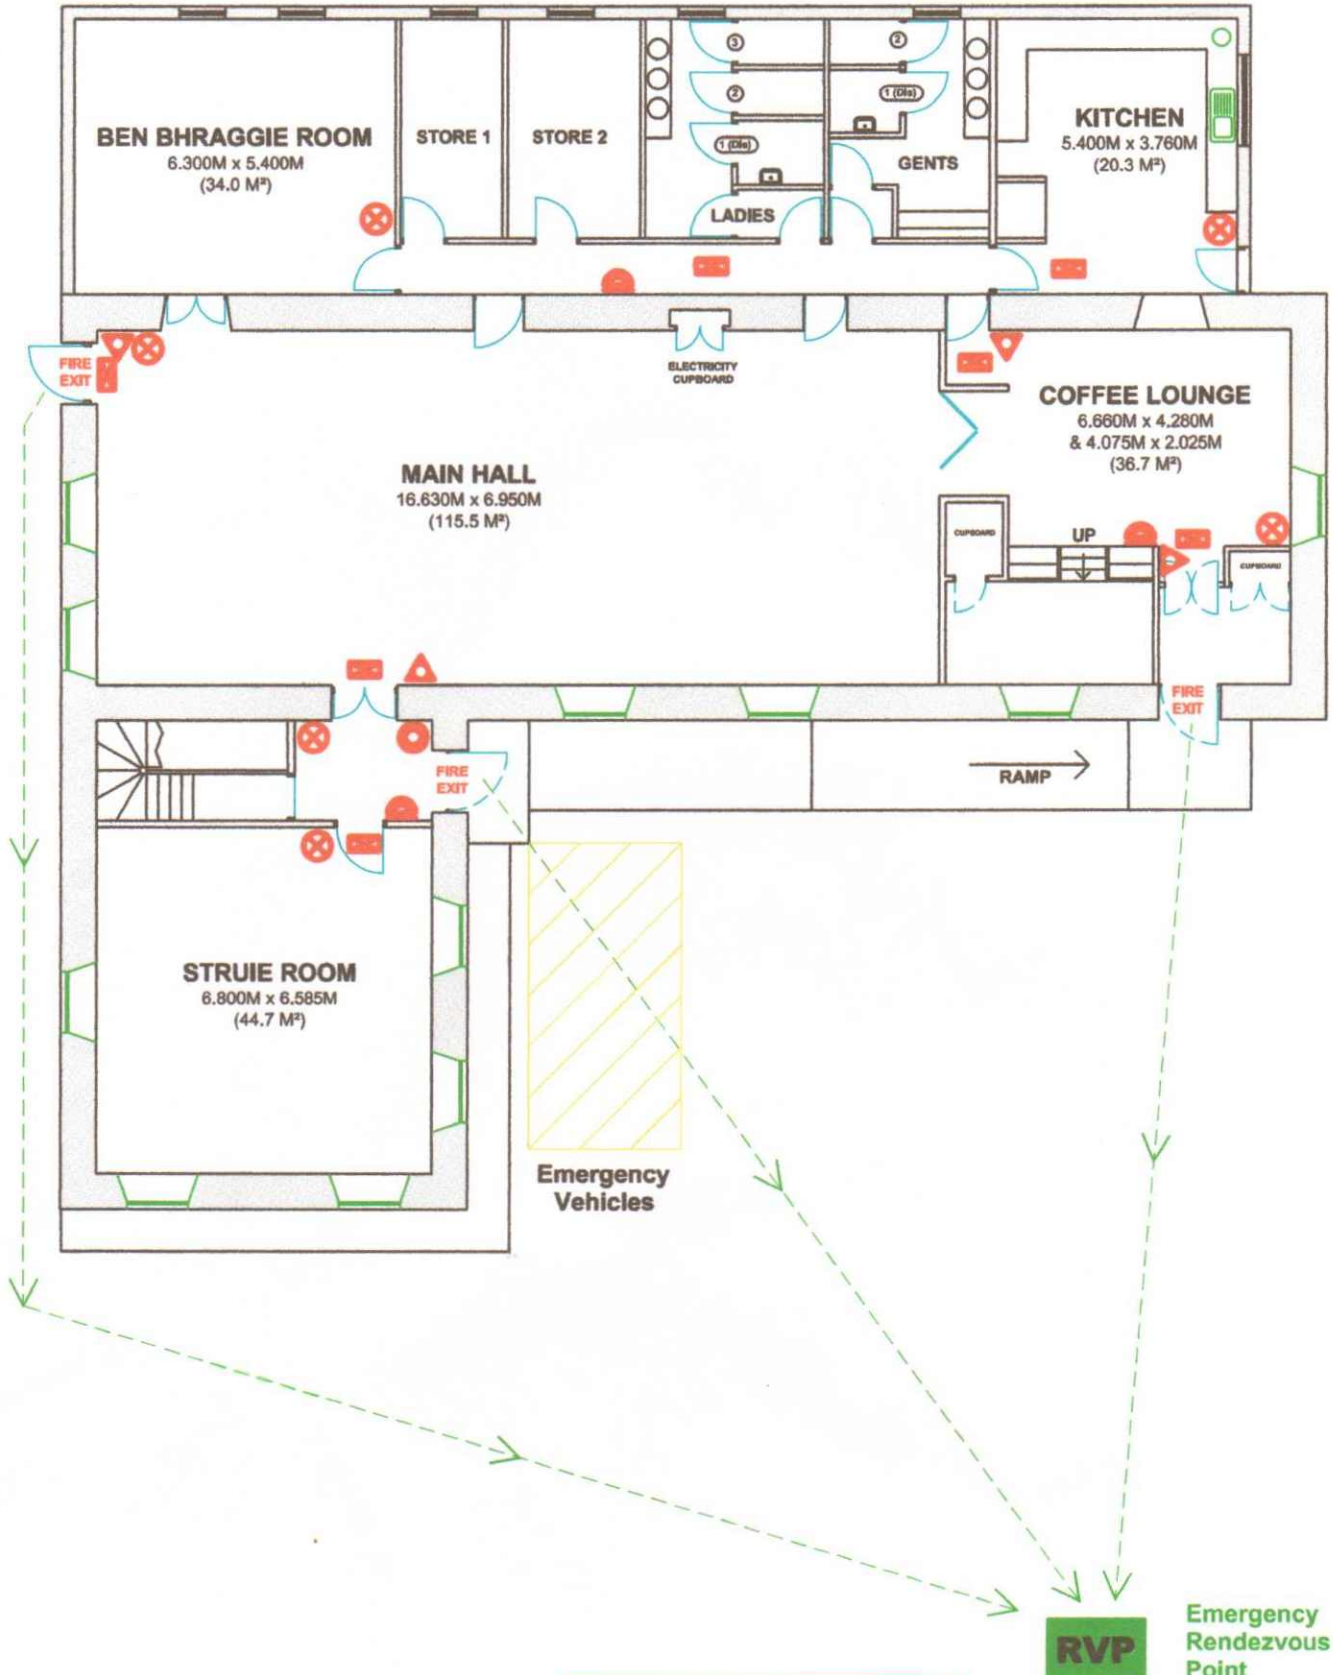 BEN BHRAGGIE ROOM
6.300M x 5.400M
(34.0 M²)
STORE 1
STORE 2
3
2
1 (Dis)
LADIES
2
1 (Dis)
GENTS
KITCHEN
5.400M x 3.760M
(20.3 M²)
FIRE
EXIT
ELECTRICITY
CUPBOARD
COFFEE LOUNGE
6.660M x 4.280M
& 4.075M x 2.025M
(36.7 M²)
MAIN HALL
16.630M x 6.950M
(115.5 M²)
CUPBOARD
UP
CUPBOARD
FIRE
EXIT
FIRE
EXIT
RAMP
STRUIE ROOM
6.800M x 6.585M
(44.7 M²)
Emergency
Vehicles
RVP
Emergency
Rendezvous
Point